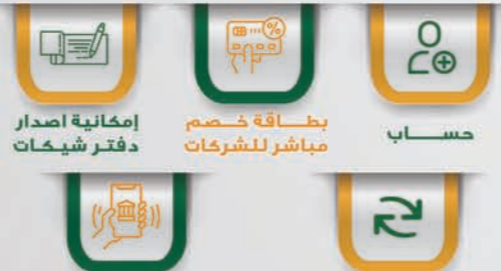 حساب
بطاقة خصم
مباشر للشركات
إمكانية اصدار
دفتر شيكات